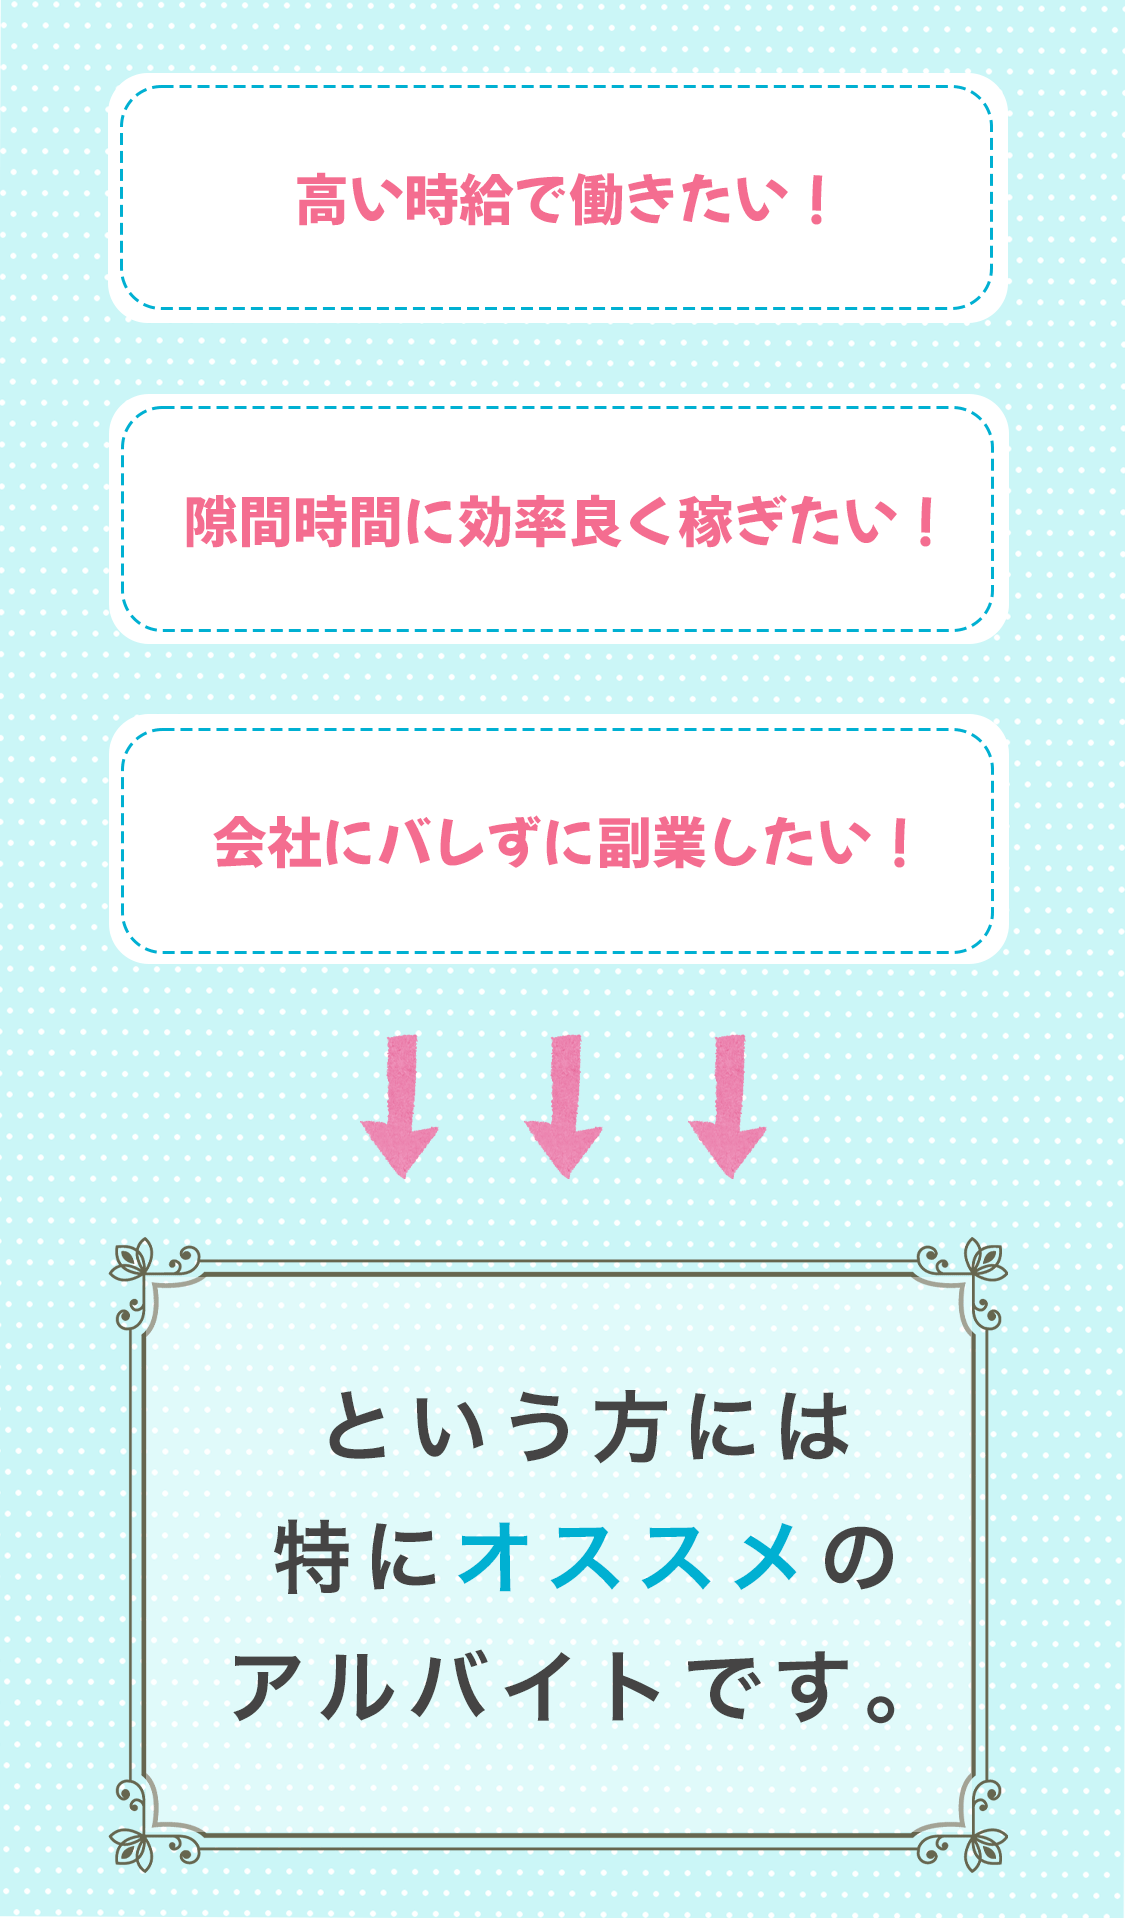 高い時給で働きたい！
隙間時間に効率良く稼ぎたい！
会社にバレずに副業したい！
という方には
特にオススメの
アルバイトです。